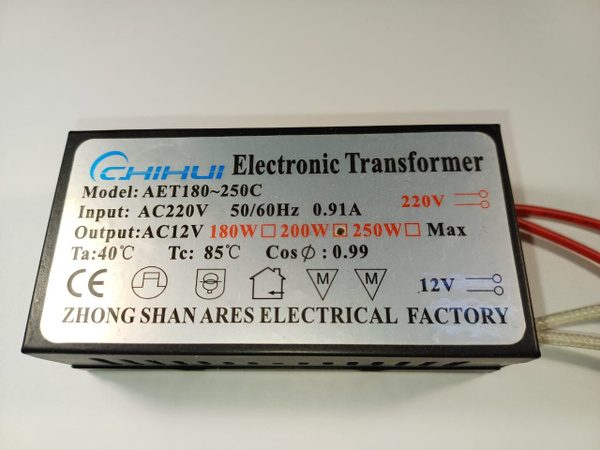 CHIHUI Electronic Transformer
Model: AET180~250C
Input: AC220V 50/60Hz 0.91A
220V
Output:AC12V 180W□ 200W□ 250W□ Max
Ta:40℃ Tc: 85℃ Cos∅: 0.99
CE M M 12V
ZHONG SHAN ARES ELECTRICAL FACTORY